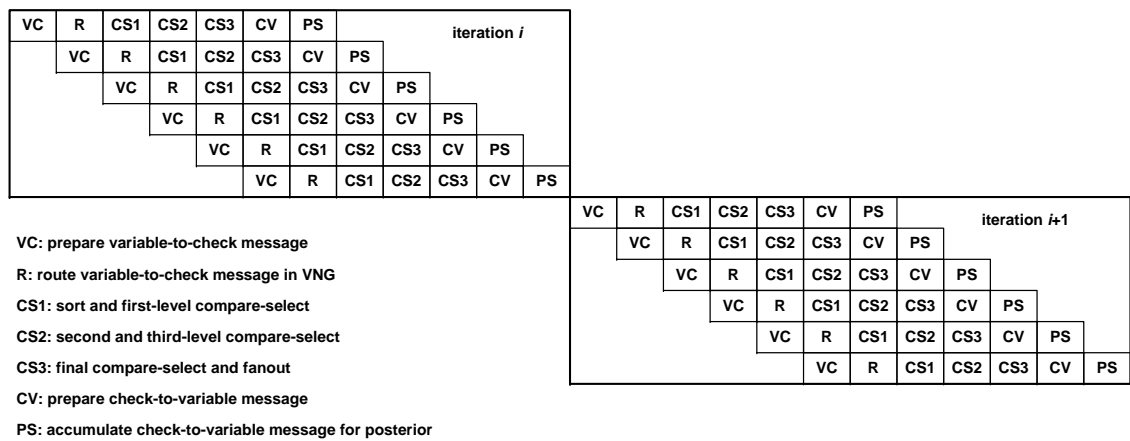 VC R CS1 CS2 CS3 CV PS iteration i
VC R CS1 CS2 CS3 CV PS
VC R CS1 CS2 CS3 CV PS
VC R CS1 CS2 CS3 CV PS
VC R CS1 CS2 CS3 CV PS
VC R CS1 CS2 CS3 CV PS
VC R CS1 CS2 CS3 CV PS iteration i+1
VC R CS1 CS2 CS3 CV PS
VC R CS1 CS2 CS3 CV PS
VC R CS1 CS2 CS3 CV PS
VC R CS1 CS2 CS3 CV PS
VC R CS1 CS2 CS3 CV PS
VC: prepare variable-to-check message
R: route variable-to-check message in VNG
CS1: sort and first-level compare-select
CS2: second and third-level compare-select
CS3: final compare-select and fanout
CV: prepare check-to-variable message
PS: accumulate check-to-variable message for posterior